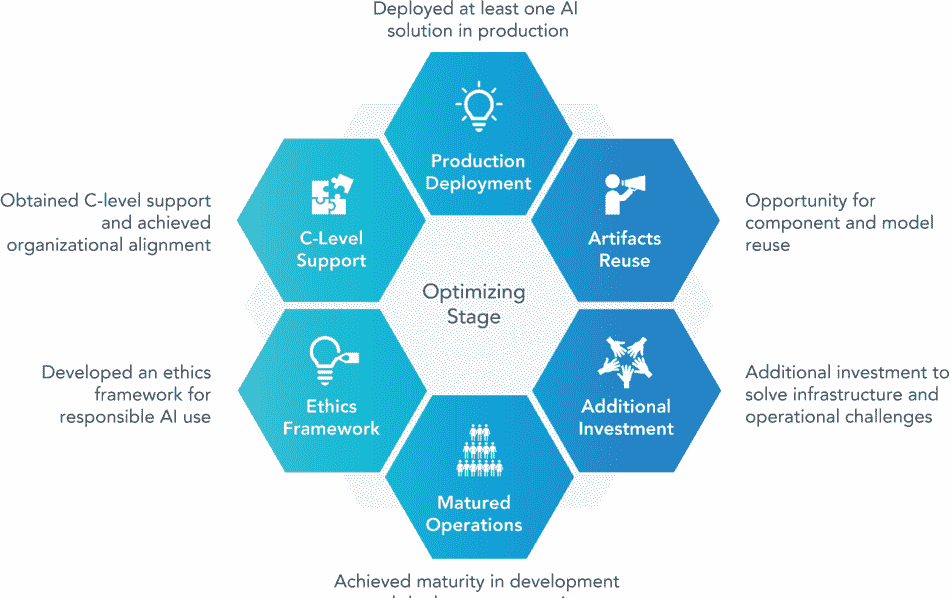 Deployed at least one AI
solution in production
Production
Deployment
Obtained C-level support
and achieved
organizational alignment
C-Level
Support
Artifacts
Reuse
Opportunity for
component and model
reuse
Optimizing
Stage
Developed an ethics
framework for
responsible AI use
Ethics
Framework
Additional
Investment
Additional investment to
solve infrastructure and
operational challenges
Matured
Operations
Achieved maturity in development